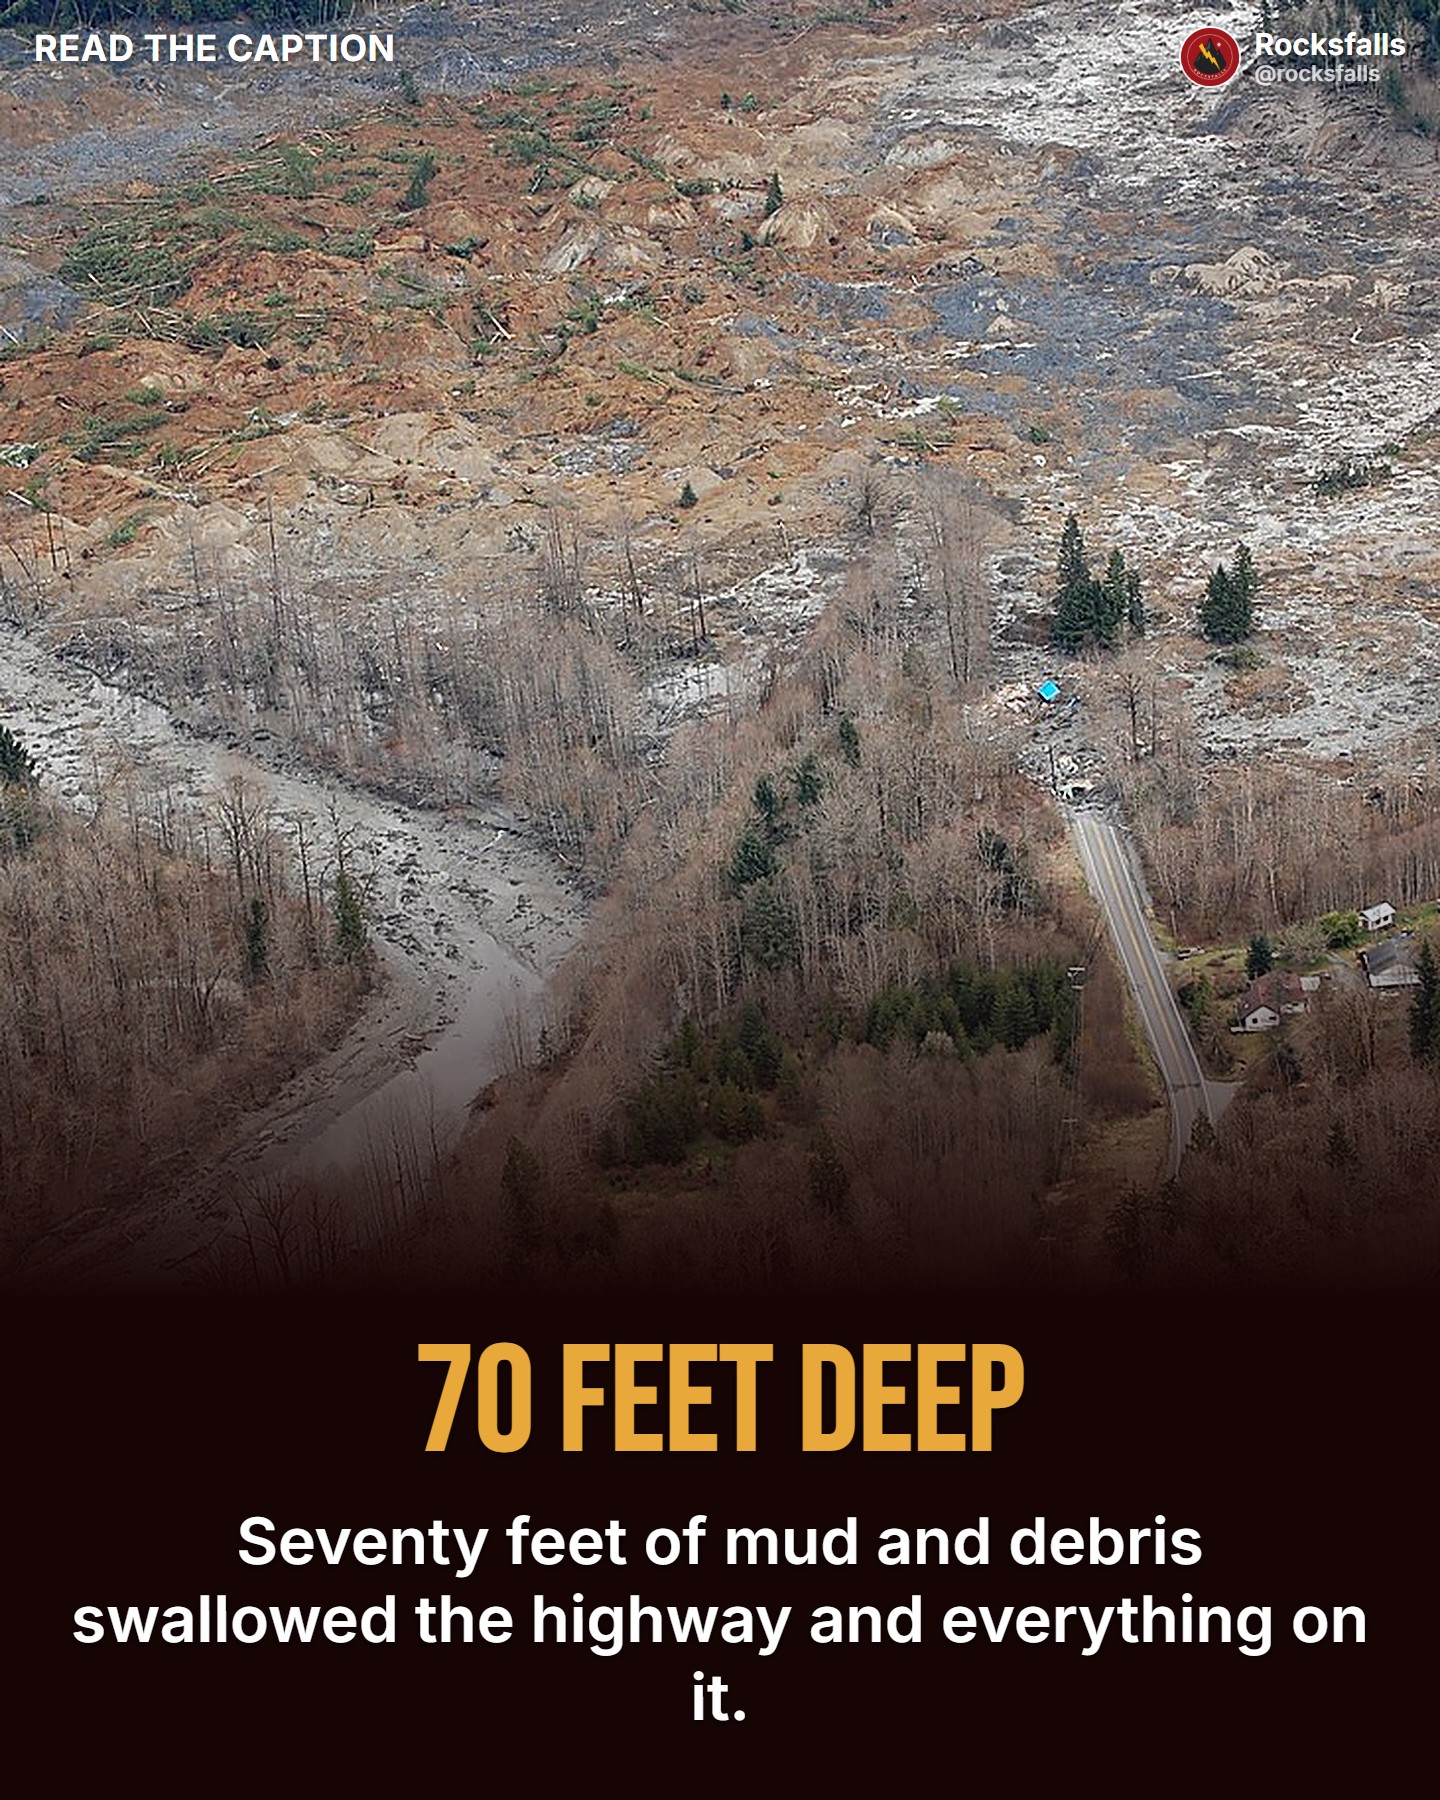 READ THE CAPTION
Rocksfalls
@rocksfalls
70 FEET DEEP
Seventy feet of mud and debris
swallowed the highway and everything on
it.